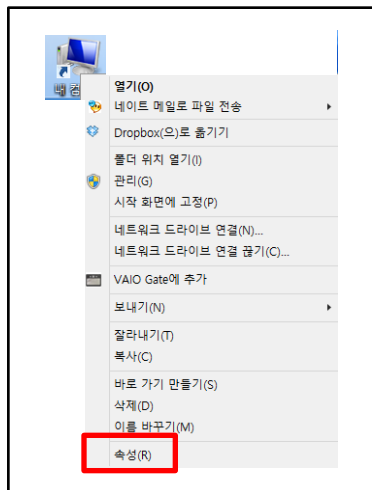 내 컴
열기(O)
네이트 메일로 파일 전송
Dropbox(으)로 옮기기
폴더 위치 열기(I)
관리(G)
시작 화면에 고정(P)
네트워크 드라이브 연결(N)...
네트워크 드라이브 연결 끊기(C)...
VAIO Gate에 추가
보내기(N)
잘라내기(T)
복사(C)
바로 가기 만들기(S)
삭제(D)
이름 바꾸기(M)
속성(R)